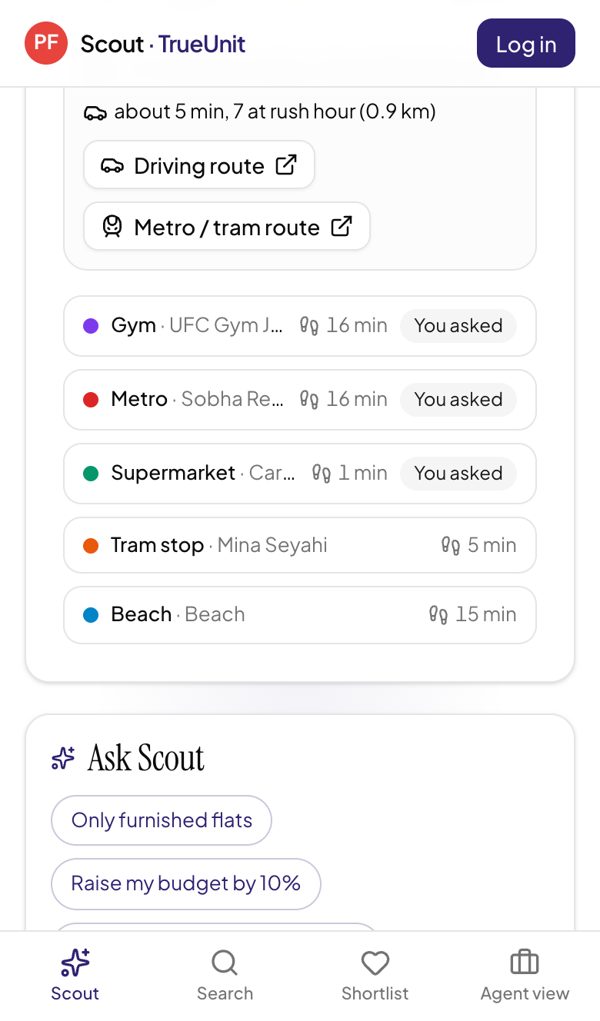 PF Scout · TrueUnit
Log in
about 5 min, 7 at rush hour (0.9 km)
Driving route
Metro / tram route
Gym · UFC Gym J... 16 min You asked
Metro · Sobha Re... 16 min You asked
Supermarket · Car... 1 min You asked
Tram stop · Mina Seyahi 5 min
Beach · Beach 15 min
Ask Scout
Only furnished flats
Raise my budget by 10%
Scout Search Shortlist Agent view